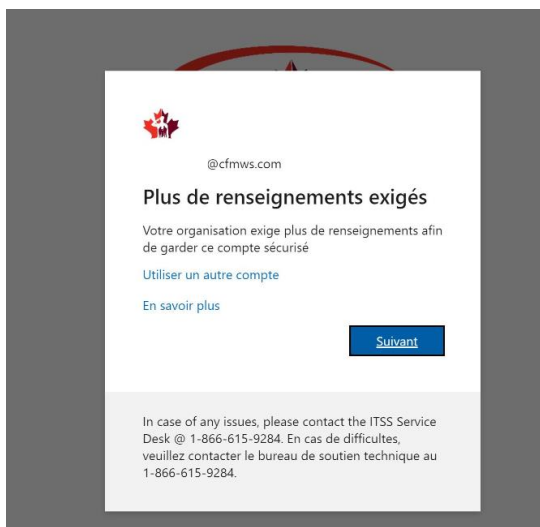 @cfmws.com
Plus de renseignements exigés
Votre organisation exige plus de renseignements afin
de garder ce compte sécurisé
Utiliser un autre compte
En savoir plus
Suivant
In case of any issues, please contact the ITSS Service
Desk @ 1-866-615-9284. En cas de difficultes,
veuillez contacter le bureau de soutien technique au
1-866-615-9284.